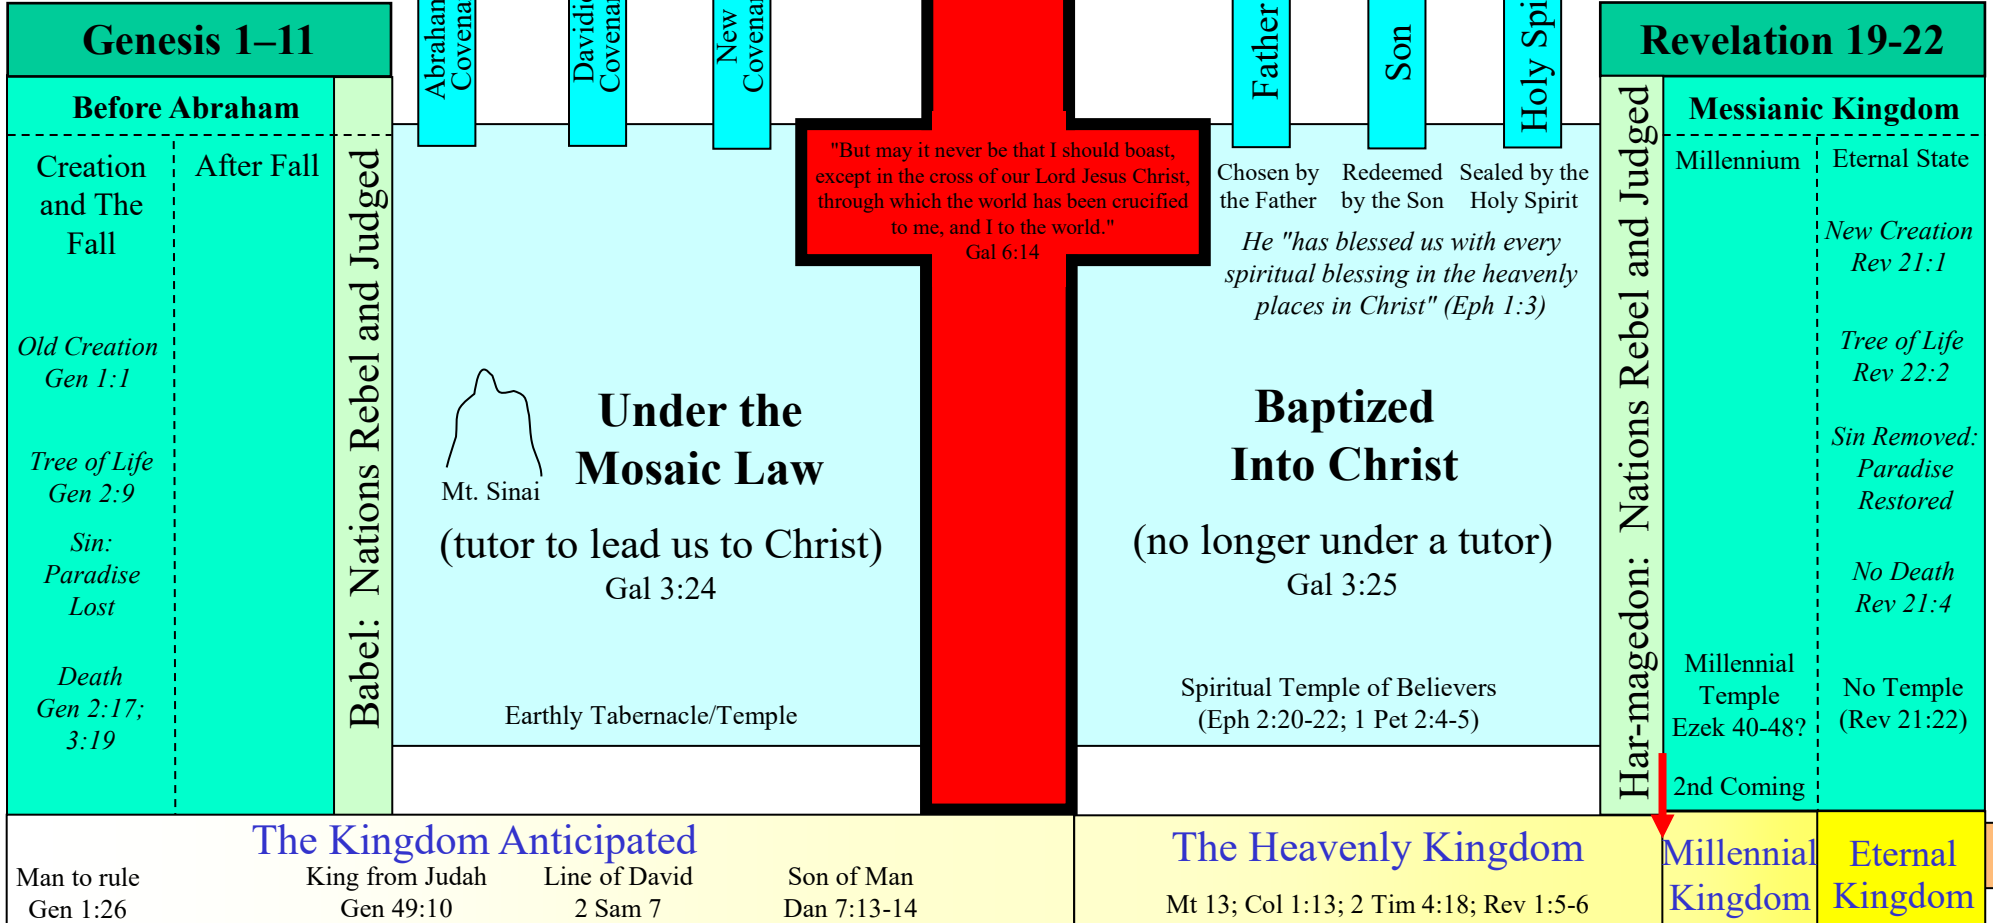 Genesis 1–11
Before Abraham
Creation
and The
Fall
After Fall
Old Creation
Gen 1:1
Tree of Life
Gen 2:9
Sin:
Paradise
Lost
Death
Gen 2:17;
3:19
Babel:  Nations Rebel and Judged
Abraham
Covenan
Davidic
Covenan
New
Covenan
Mt. Sinai
Under the
Mosaic Law
(tutor to lead us to Christ)
Gal 3:24
Earthly Tabernacle/Temple
"But may it never be that I should boast,
except in the cross of our Lord Jesus Christ,
through which the world has been crucified
to me, and I to the world."
Gal 6:14
Father
Son
Holy Spi
Chosen by
the Father
Redeemed
by the Son
Sealed by the
Holy Spirit
He "has blessed us with every
spiritual blessing in the heavenly
places in Christ" (Eph 1:3)
Baptized
Into Christ
(no longer under a tutor)
Gal 3:25
Spiritual Temple of Believers
(Eph 2:20-22; 1 Pet 2:4-5)
Har-magedon:  Nations Rebel and Judged
Revelation 19-22
Messianic Kingdom
Millennium
Millennial
Temple
Ezek 40-48?
2nd Coming
Eternal State
New Creation
Rev 21:1
Tree of Life
Rev 22:2
Sin Removed:
Paradise
Restored
No Death
Rev 21:4
No Temple
(Rev 21:22)
The Kingdom Anticipated
Man to rule
Gen 1:26
King from Judah
Gen 49:10
Line of David
2 Sam 7
Son of Man
Dan 7:13-14
The Heavenly Kingdom
Mt 13; Col 1:13; 2 Tim 4:18; Rev 1:5-6
Millennial
Kingdom
Eternal
Kingdom